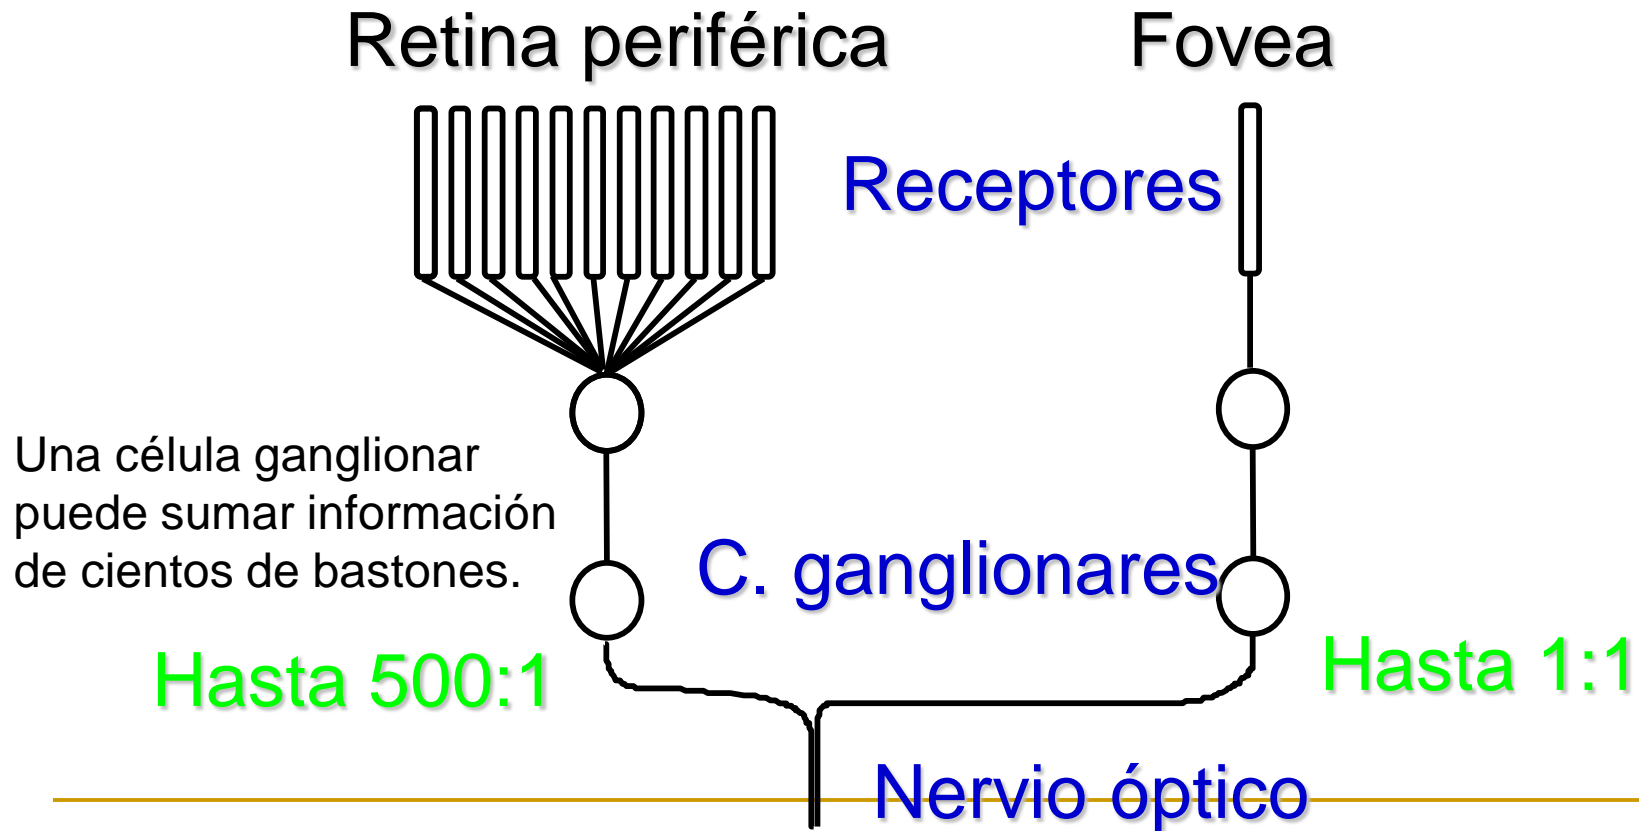 Retina periférica
Fovea
Receptores
Una célula ganglionar
puede sumar información
de cientos de bastones.
C. ganglionares
Hasta 500:1
Hasta 1:1
Nervio óptico